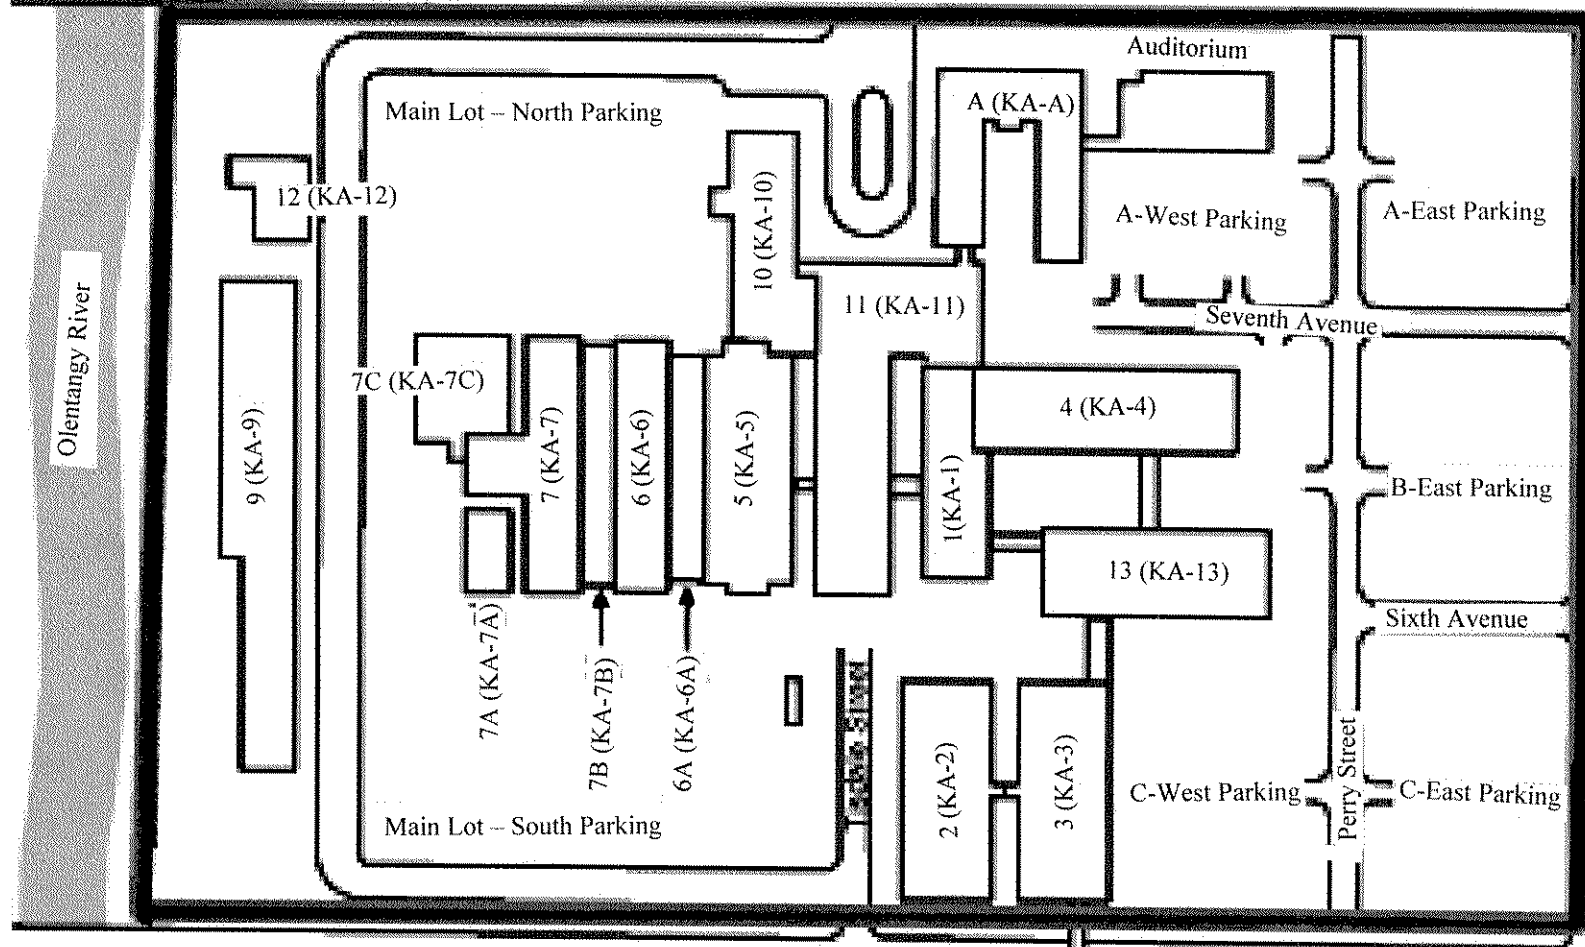 Auditorium
Main Lot – North Parking
A (KA-A)
12 (KA-12)
10 (KA-10)
A-West Parking
A-East Parking
11 (KA-11)
Seventh Avenue
Olentangy River
7C (KA-7C)
9 (KA-9)
7 (KA-7)
6 (KA-6)
5 (KA-5)
1(KA-1)
4 (KA-4)
B-East Parking
13 (KA-13)
Sixth Avenue
7A (KA-7A)
7B (KA-7B)
6A (KA-6A)
2 (KA-2)
3 (KA-3)
C-West Parking
Perry Street
C-East Parking
Main Lot – South Parking